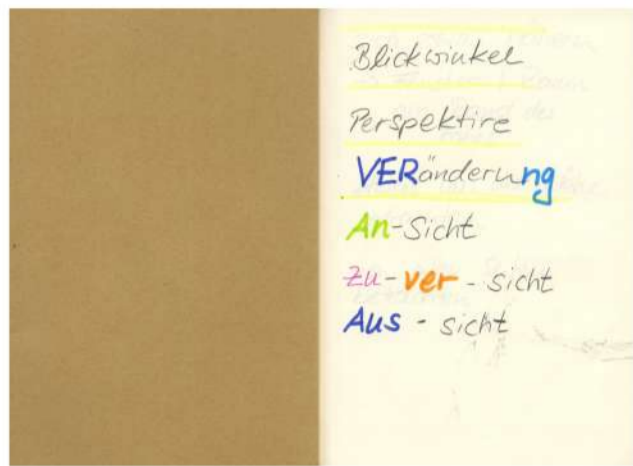 Blickwinkel
Perspektive
VERänderung
An-Sicht
Zu-ver-sicht
Aus-sicht